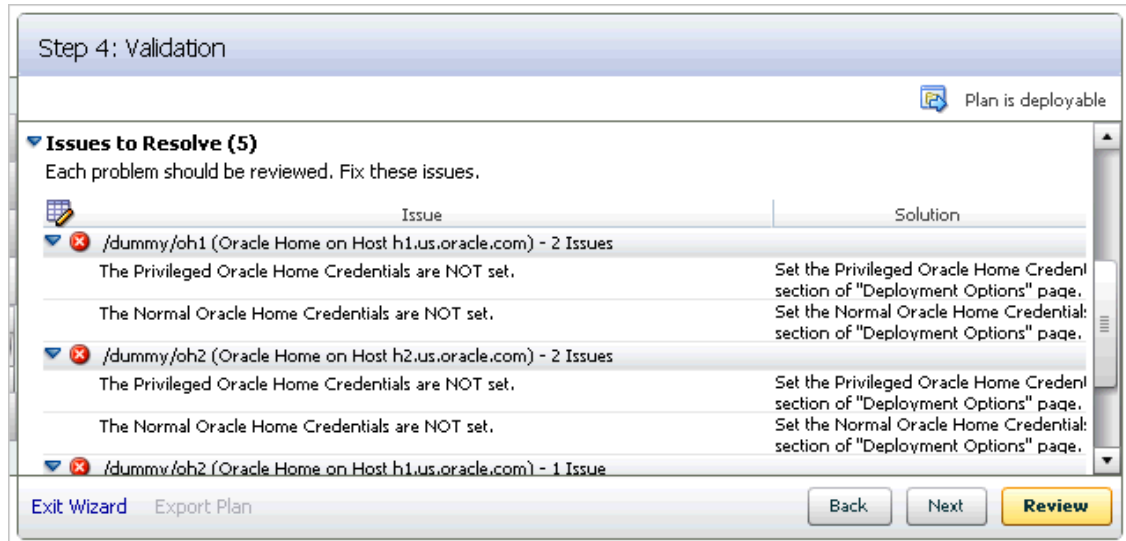 Step 4: Validation
Plan is deployable
Issues to Resolve (5)
Each problem should be reviewed. Fix these issues.
Issue Solution
/dummy/oh1 (Oracle Home on Host h1.us.oracle.com) - 2 Issues
The Privileged Oracle Home Credentials are NOT set. Set the Privileged Oracle Home Credent
section of "Deployment Options" page.
The Normal Oracle Home Credentials are NOT set. Set the Normal Oracle Home Credential
section of "Deployment Options" page.
/dummy/oh2 (Oracle Home on Host h2.us.oracle.com) - 2 Issues
The Privileged Oracle Home Credentials are NOT set. Set the Privileged Oracle Home Credent
section of "Deployment Options" page.
The Normal Oracle Home Credentials are NOT set. Set the Normal Oracle Home Credential
section of "Deployment Options" page.
/dummy/oh2 (Oracle Home on Host h1.us.oracle.com) - 1 Issue
Exit Wizard Export Plan Back Next Review